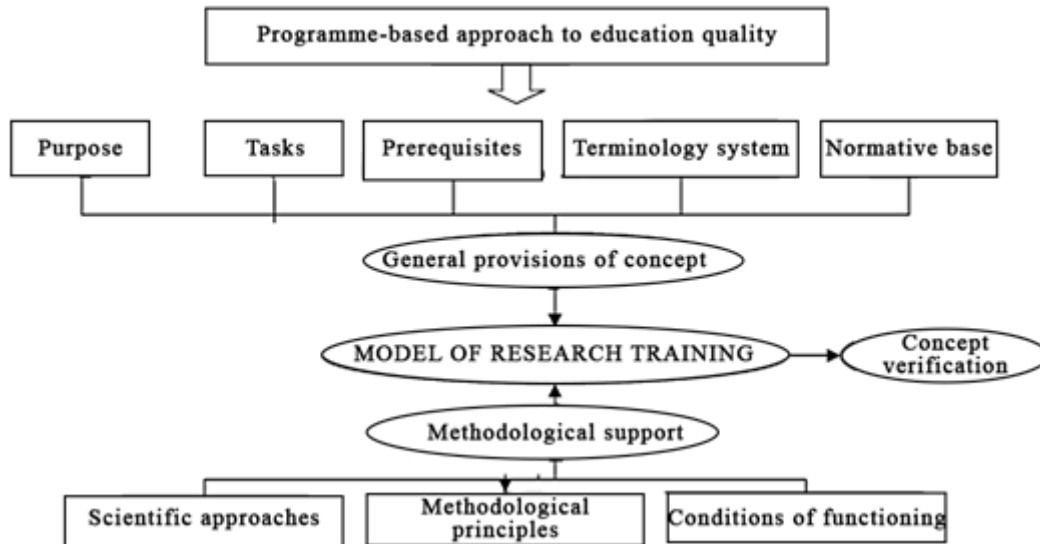 Programme-based approach to education quality
Purpose
Tasks
Prerequisites
Terminology system
Normative base
General provisions of concept
MODEL OF RESEARCH TRAINING
Concept
verification
Methodological support
Scientific approaches
Methodological
principles
Conditions of functioning